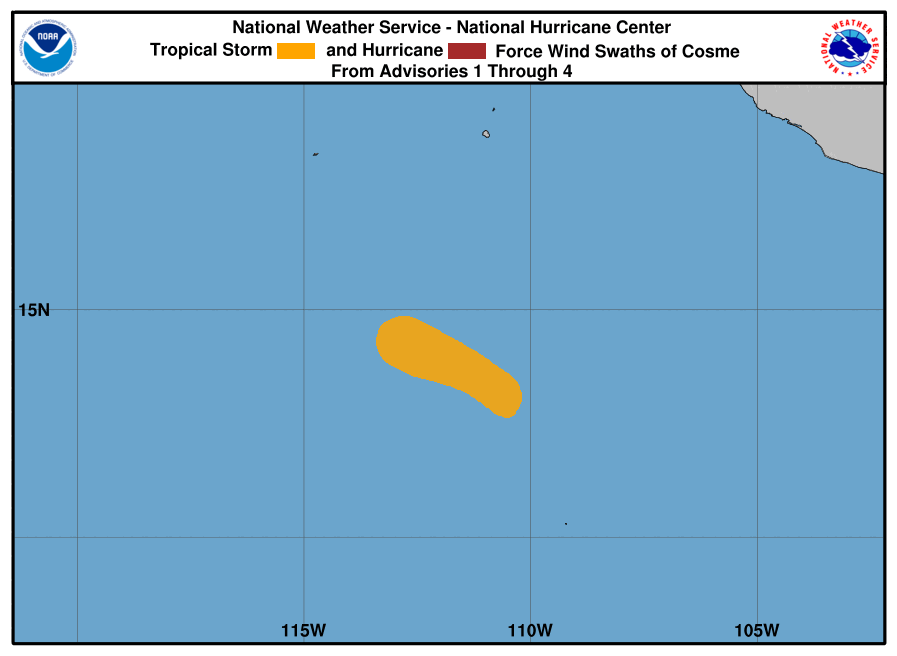 National Weather Service - National Hurricane Center
Tropical Storm and Hurricane Force Wind Swaths of Cosme
From Advisories 1 Through 4
NOAA
NATIONAL WEATHER SERVICE
15N
115W 110W 105W